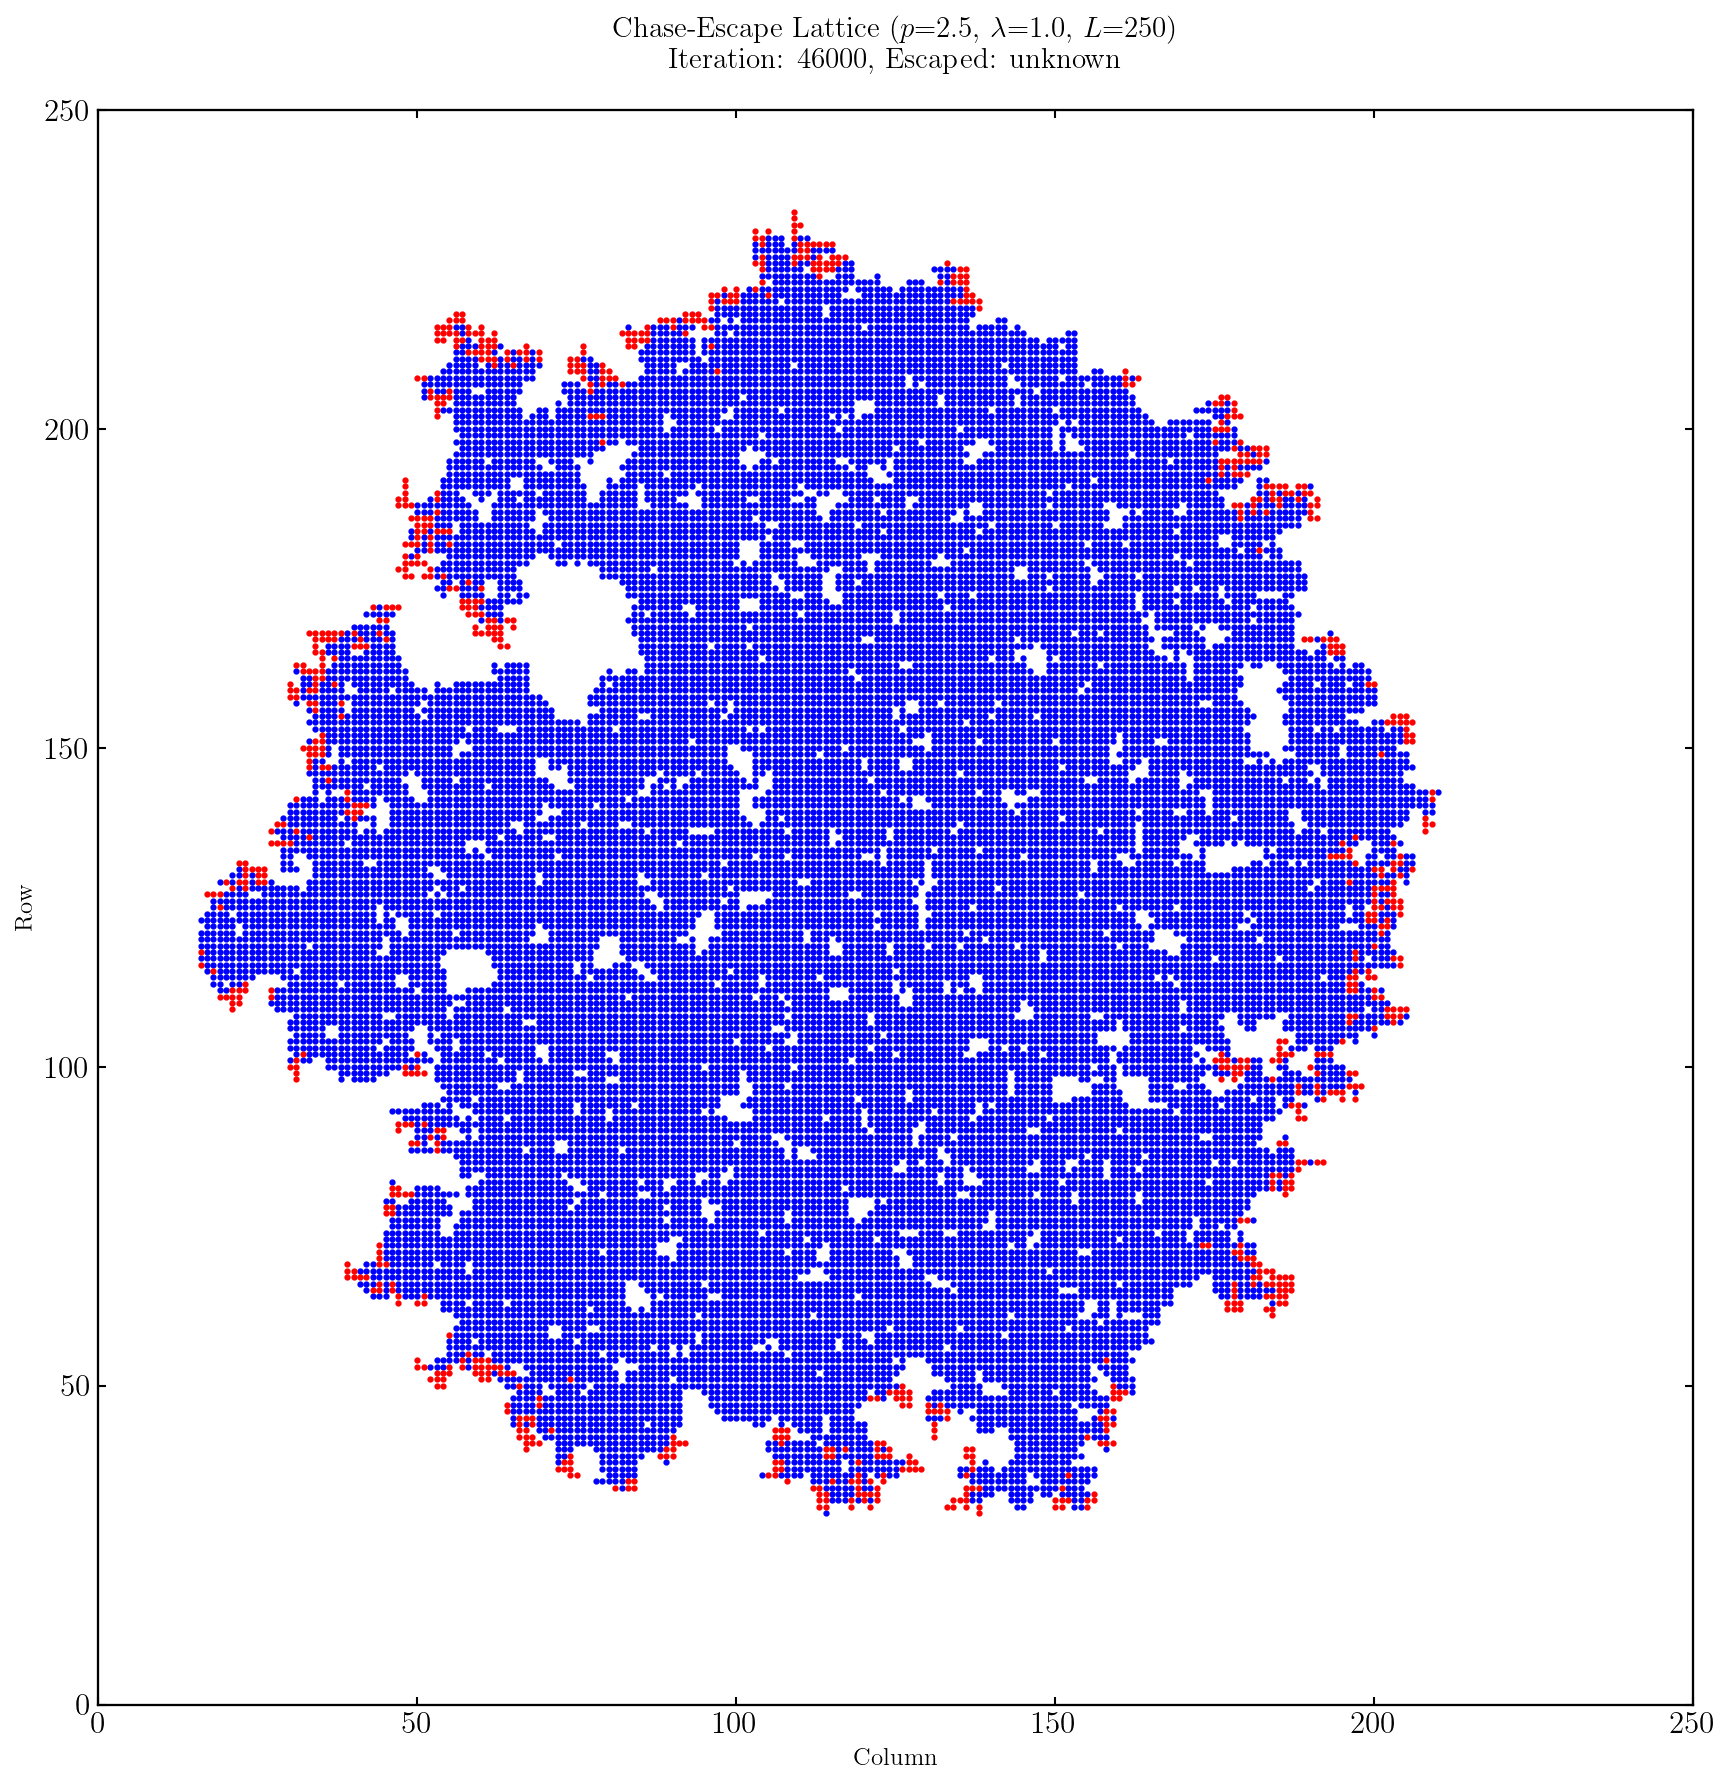 Chase-Escape Lattice (p=2.5, λ=1.0, L=250)
Iteration: 46000, Escaped: unknown
250
200
150
100
50
0
Row
0 50 100 150 200 250
Column